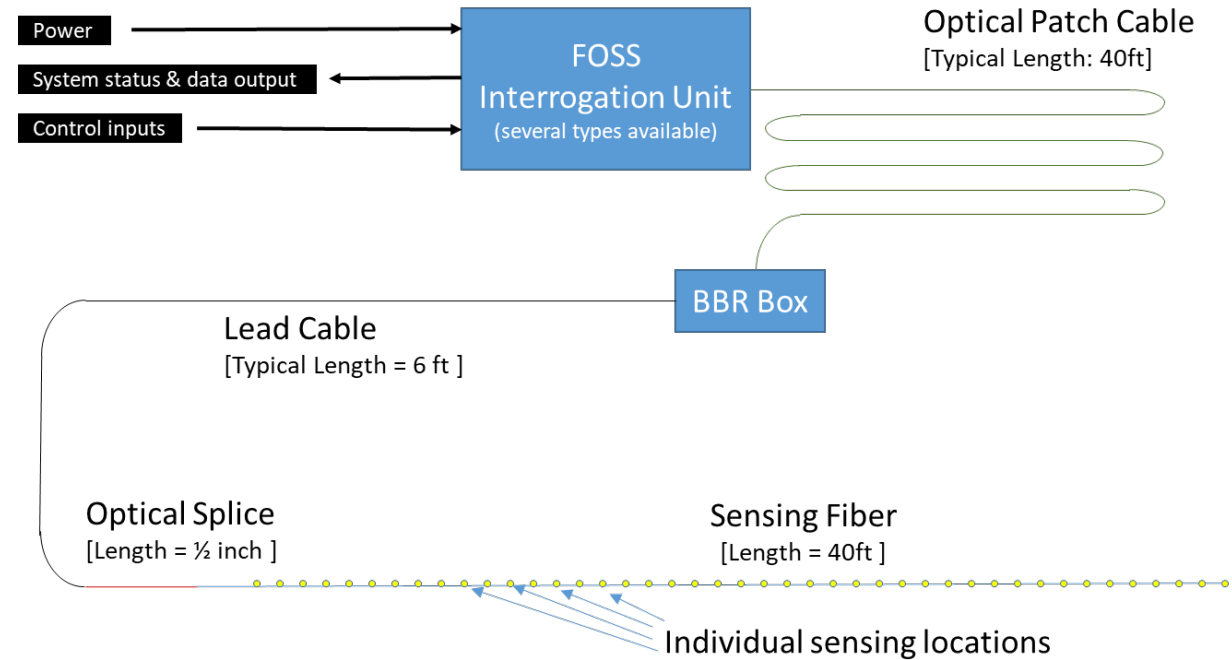 Power
System status & data output
Control inputs
FOSS
Interrogation Unit
(several types available)
Optical Patch Cable
[Typical Length: 40ft]
BBR Box
Lead Cable
[Typical Length = 6 ft ]
Optical Splice
[Length = ½ inch ]
Sensing Fiber
[Length = 40ft ]
Individual sensing locations